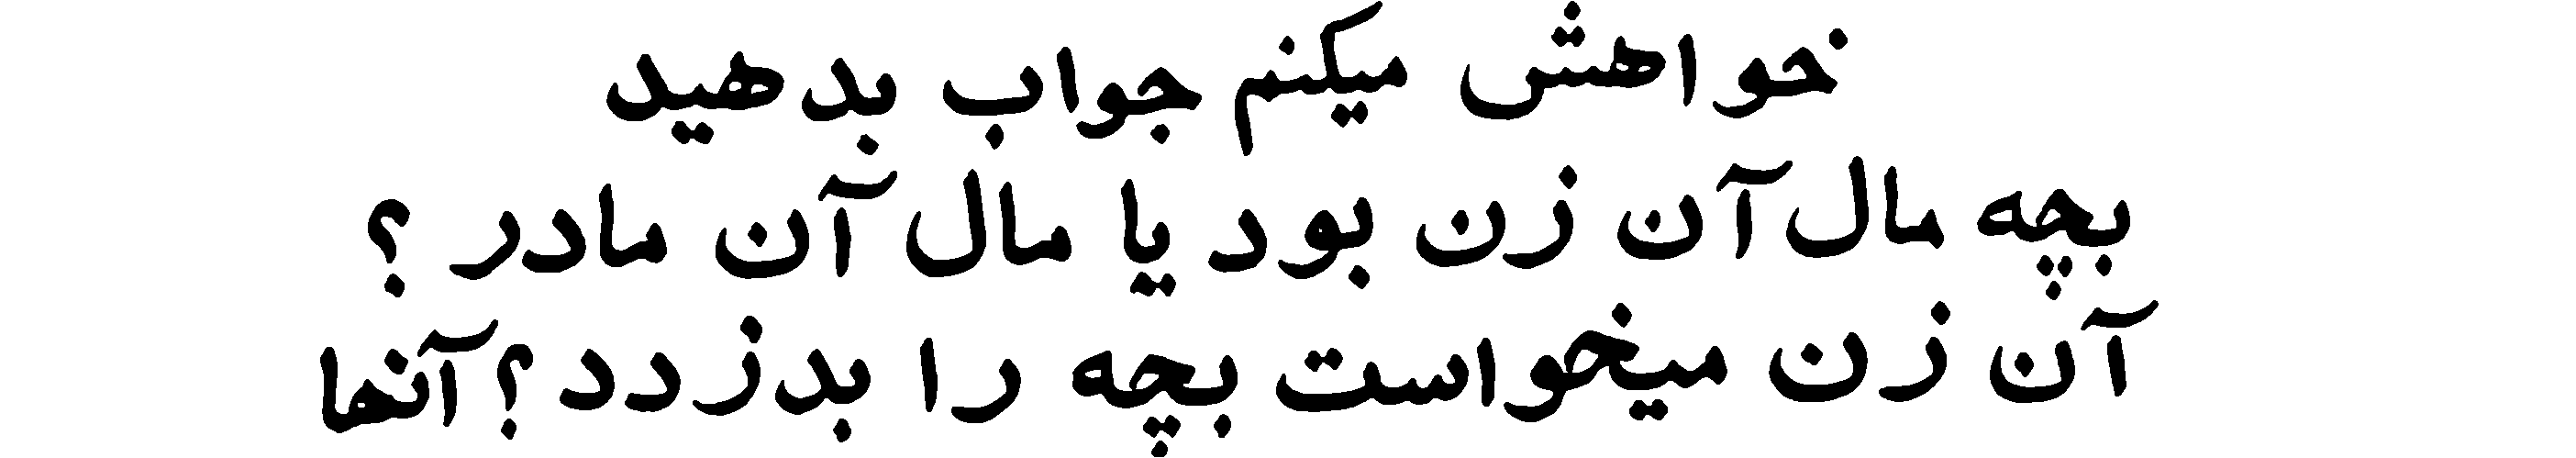 خواهش میکنم جواب بدهید
بچه مال آن زن بود یا مال آن مادر ؟
آن زن میخواست بچه را بدزدد ؟ آنها